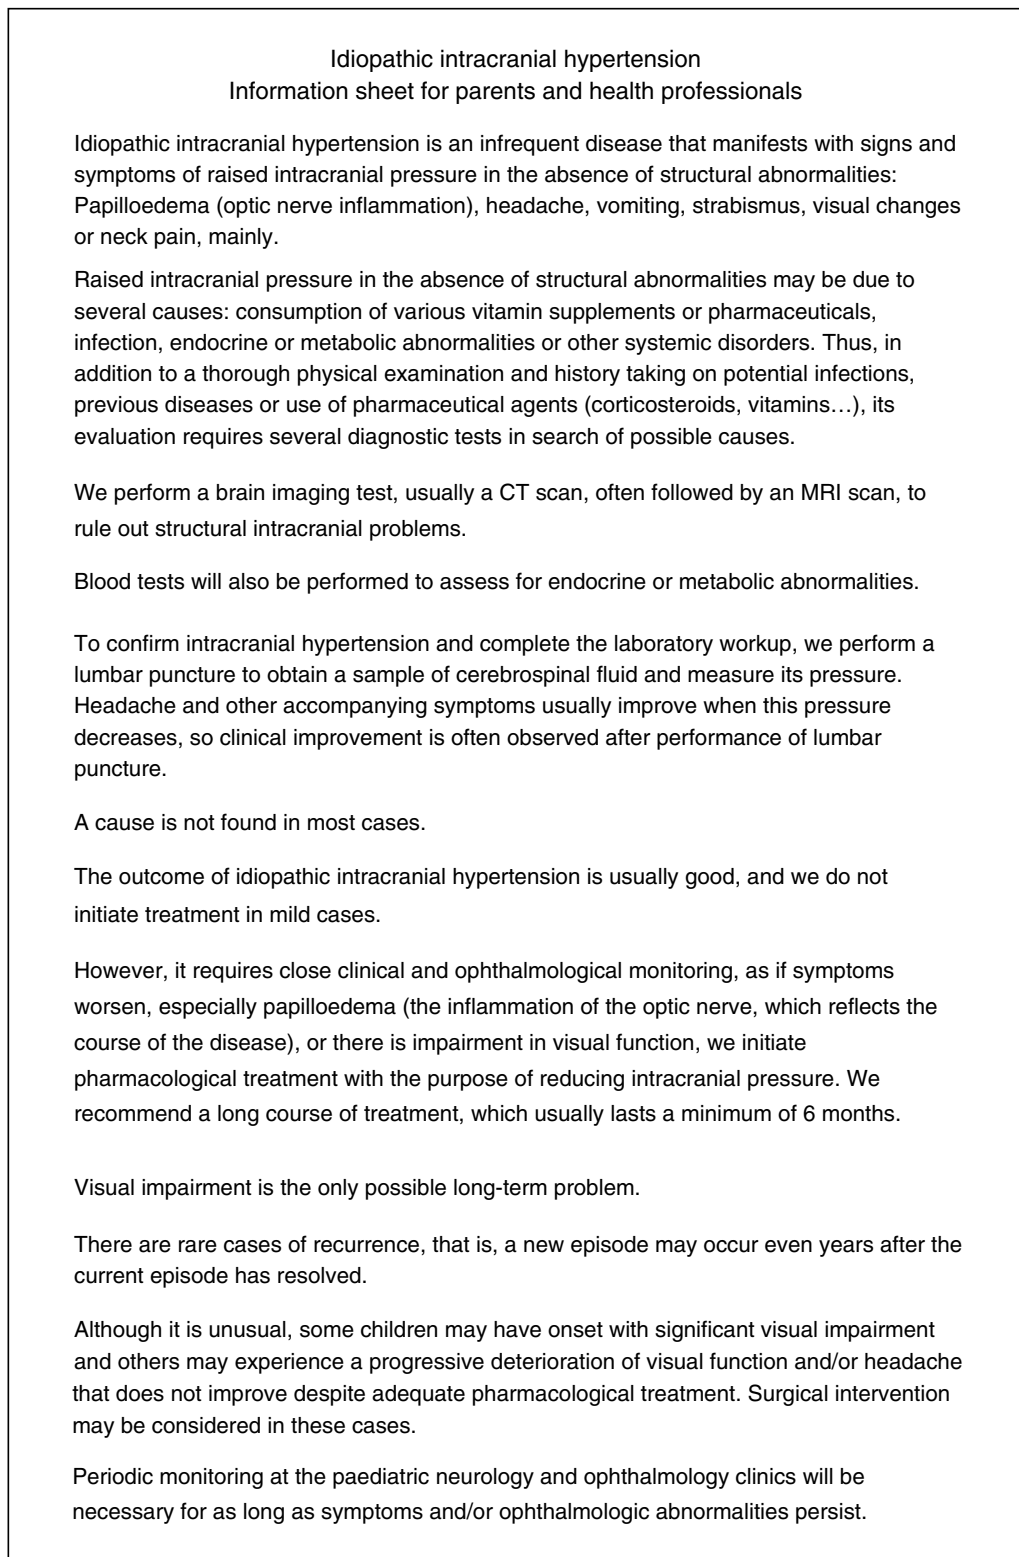 Idiopathic intracranial hypertension
Information sheet for parents and health professionals
Idiopathic intracranial hypertension is an infrequent disease that manifests with signs and
symptoms of raised intracranial pressure in the absence of structural abnormalities:
Papilloedema (optic nerve inflammation), headache, vomiting, strabismus, visual changes
or neck pain, mainly.
Raised intracranial pressure in the absence of structural abnormalities may be due to
several causes: consumption of various vitamin supplements or pharmaceuticals,
infection, endocrine or metabolic abnormalities or other systemic disorders. Thus, in
addition to a thorough physical examination and history taking on potential infections,
previous diseases or use of pharmaceutical agents (corticosteroids, vitamins…), its
evaluation requires several diagnostic tests in search of possible causes.
We perform a brain imaging test, usually a CT scan, often followed by an MRI scan, to
rule out structural intracranial problems.
Blood tests will also be performed to assess for endocrine or metabolic abnormalities.
To confirm intracranial hypertension and complete the laboratory workup, we perform a
lumbar puncture to obtain a sample of cerebrospinal fluid and measure its pressure.
Headache and other accompanying symptoms usually improve when this pressure
decreases, so clinical improvement is often observed after performance of lumbar
puncture.
A cause is not found in most cases.
The outcome of idiopathic intracranial hypertension is usually good, and we do not
initiate treatment in mild cases.
However, it requires close clinical and ophthalmological monitoring, as if symptoms
worsen, especially papilloedema (the inflammation of the optic nerve, which reflects the
course of the disease), or there is impairment in visual function, we initiate
pharmacological treatment with the purpose of reducing intracranial pressure. We
recommend a long course of treatment, which usually lasts a minimum of 6 months.
Visual impairment is the only possible long-term problem.
There are rare cases of recurrence, that is, a new episode may occur even years after the
current episode has resolved.
Although it is unusual, some children may have onset with significant visual impairment
and others may experience a progressive deterioration of visual function and/or headache
that does not improve despite adequate pharmacological treatment. Surgical intervention
may be considered in these cases.
Periodic monitoring at the paediatric neurology and ophthalmology clinics will be
necessary for as long as symptoms and/or ophthalmologic abnormalities persist.